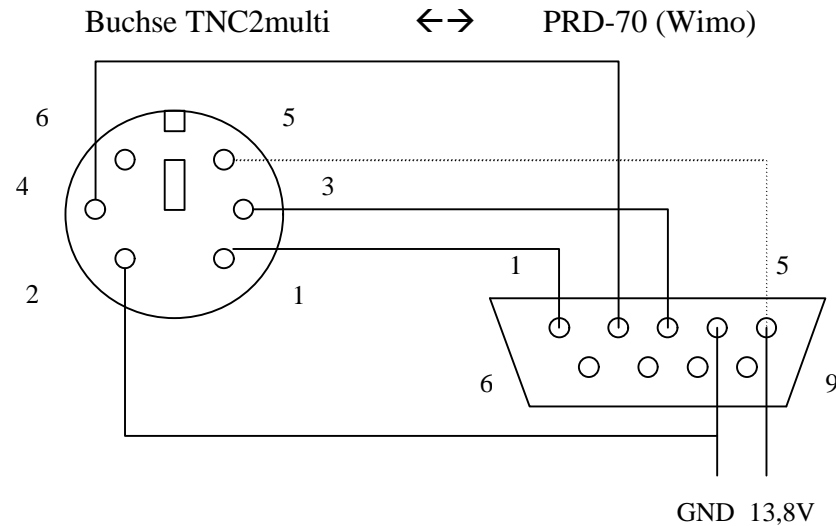 Buchse TNC2multi ←→ PRD-70 (Wimo)
6 5
4 3
2 1
1 5
6 9
GND 13,8V